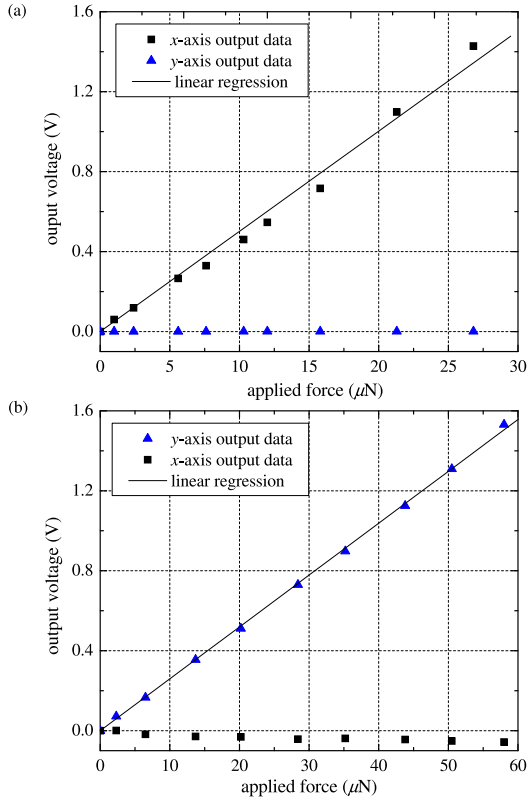 (a)
1.6
1.2
0.8
0.4
0.0
ouput voltage (V)
x-axis output data
y-axis output data
linear regression
0 5 10 15 20 25 30
applied force (μN)
(b)
1.6
1.2
0.8
0.4
0.0
output voltage (V)
y-axis output data
x-axis output data
linear regression
0 10 20 30 40 50 60
applied force (μN)